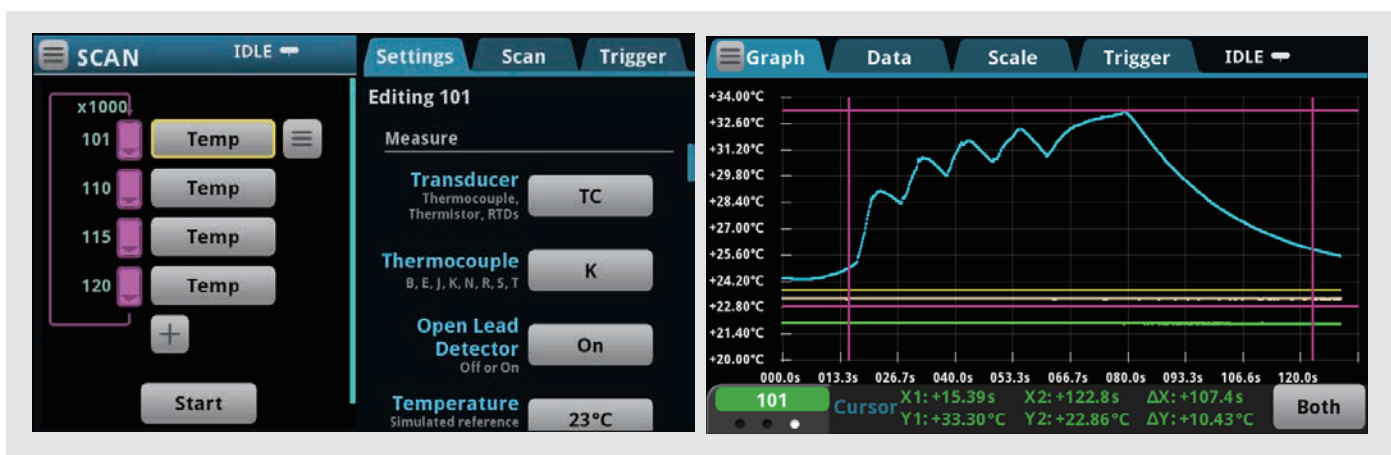 SCAN
IDLE
x1000
101
Temp
110
Temp
115
Temp
120
Temp
+
Start
Settings
Scan
Trigger
Editing 101
Measure
Transducer
Thermocouple,
Thermistor, RTDs
TC
Thermocouple
B, E, J, K, N, R, S, T
K
Open Lead
Detector
Off or On
On
Temperature
Simulated reference
23°C
Graph
Data
Scale
Trigger
IDLE
+34.00°C
+32.60°C
+31.20°C
+29.80°C
+28.40°C
+27.00°C
+25.60°C
+24.20°C
+22.80°C
+21.40°C
+20.00°C
000.0s 013.3s 026.7s 040.0s 053.3s 066.7s 080.0s 093.3s 106.6s 120.0s
101
Cursor
X1: +15.39s X2: +122.8s ΔX: +107.4s
Y1: +33.30°C Y2: +22.86°C ΔY: +10.43°C
Both